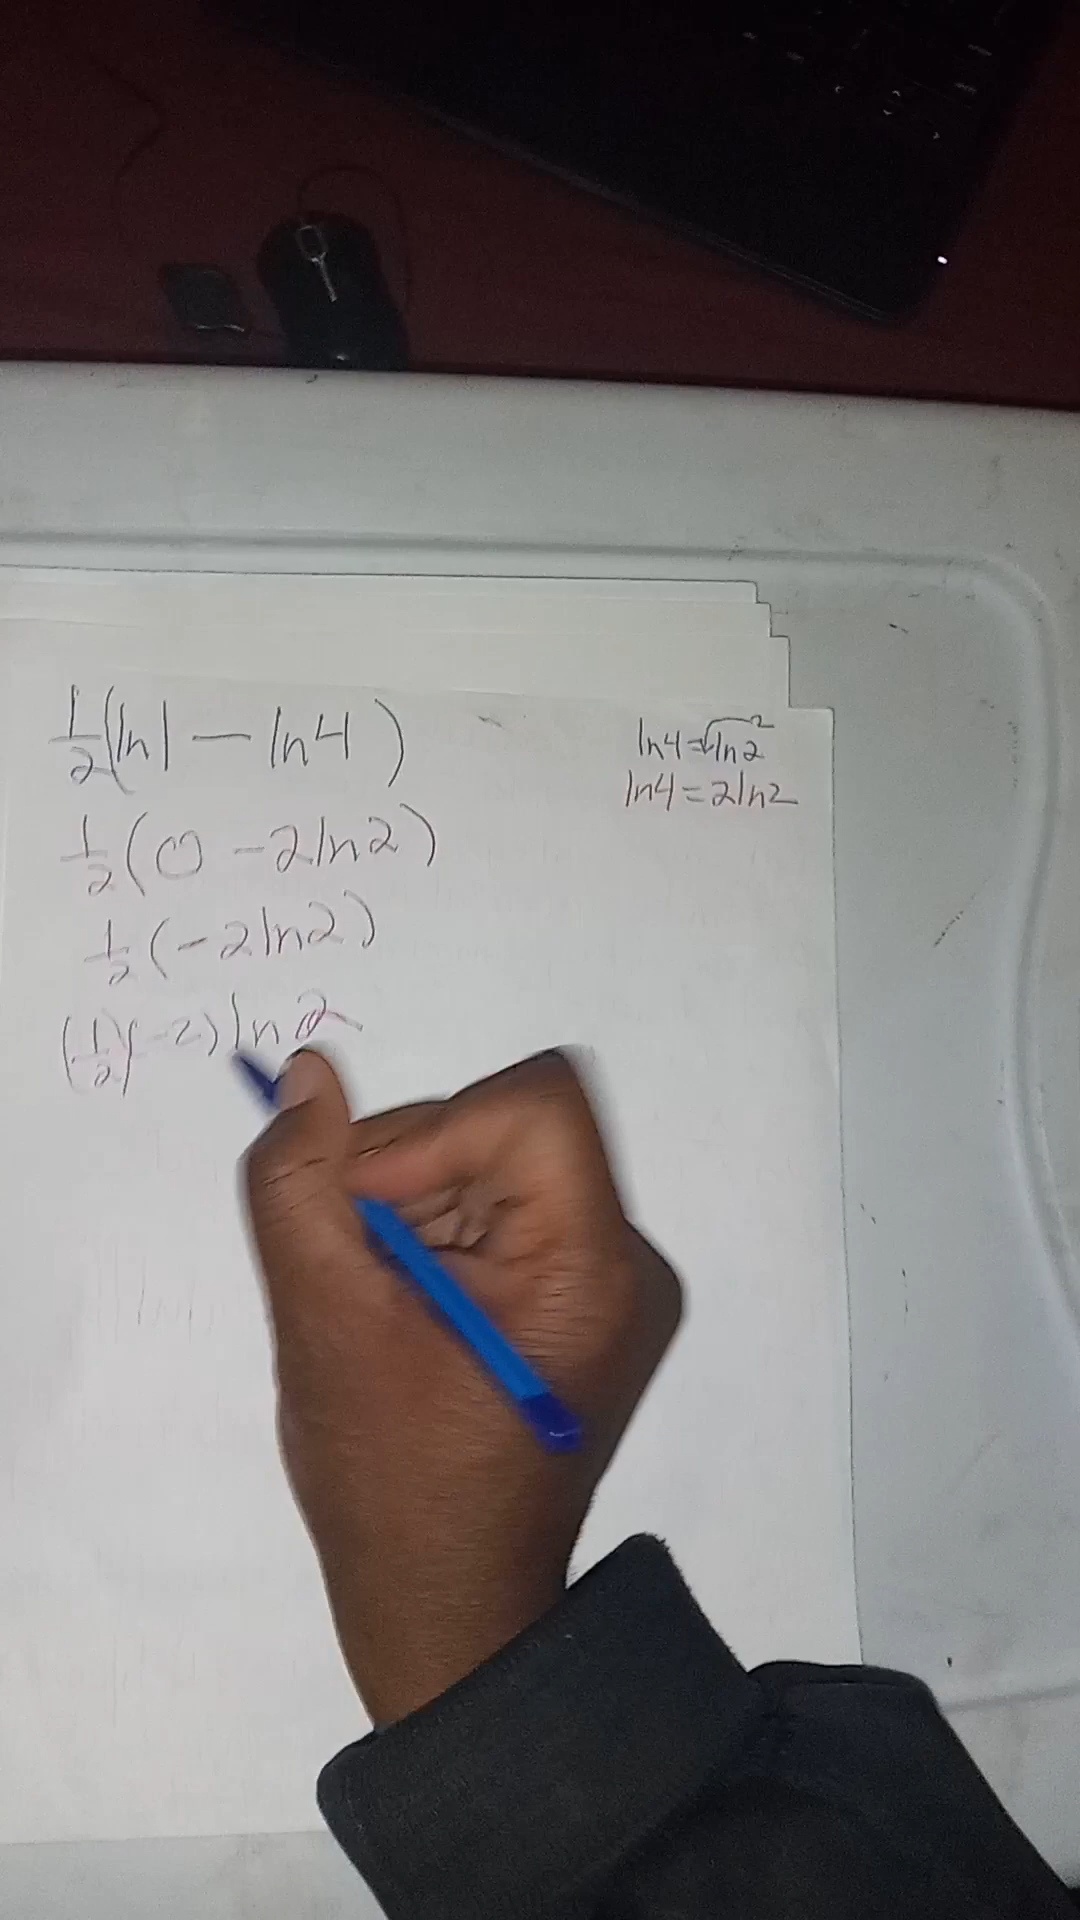 1/2(ln1 — ln4)
1/2(0 -2ln2)
1/2(-2ln2)
(1/2)(-2)ln2
ln4=ln2²
ln4=2ln2